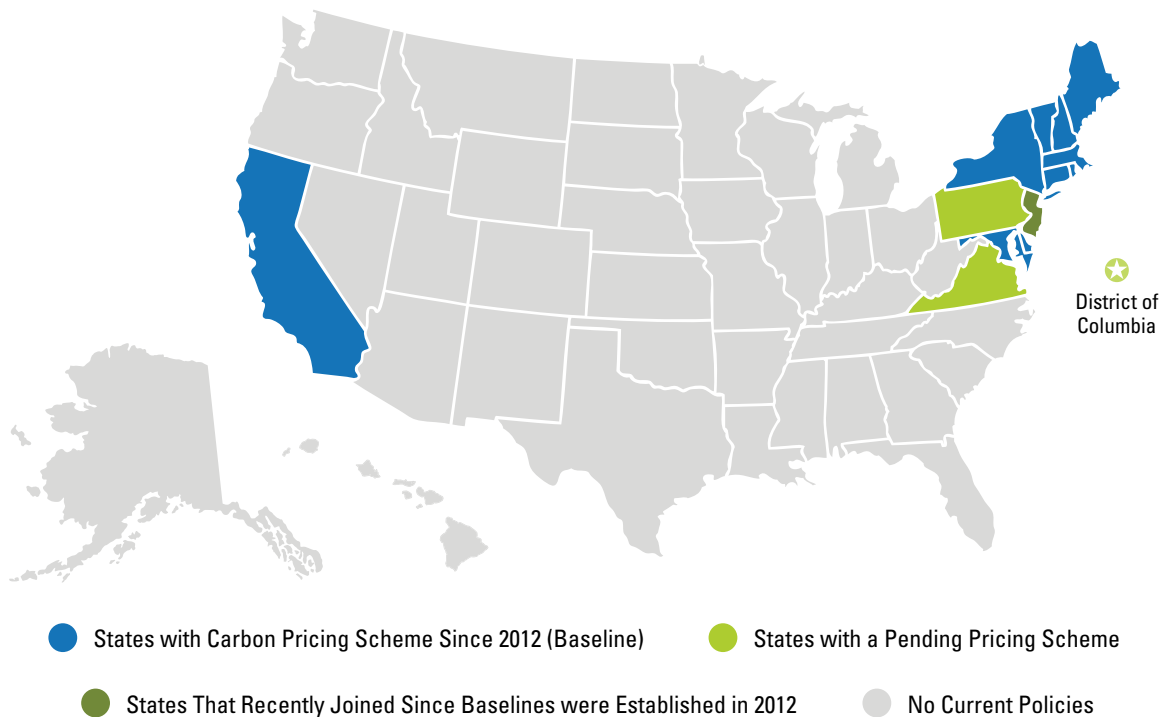 District of
Columbia
States with Carbon Pricing Scheme Since 2012 (Baseline)
States with a Pending Pricing Scheme
States That Recently Joined Since Baselines were Established in 2012
No Current Policies